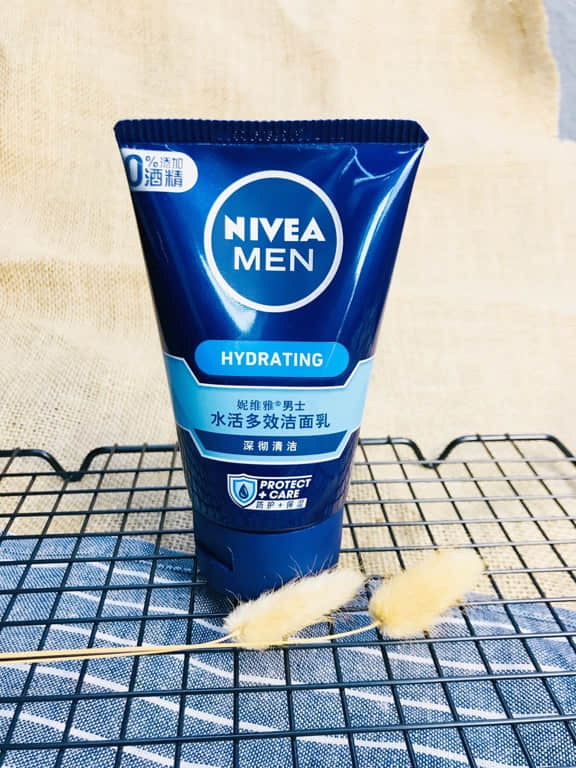 0%添加
酒精
NIVEA
MEN
HYDRATING
妮维雅®男士
水活多效洁面乳
深彻清洁
PROTECT
+ CARE
防护 + 保湿